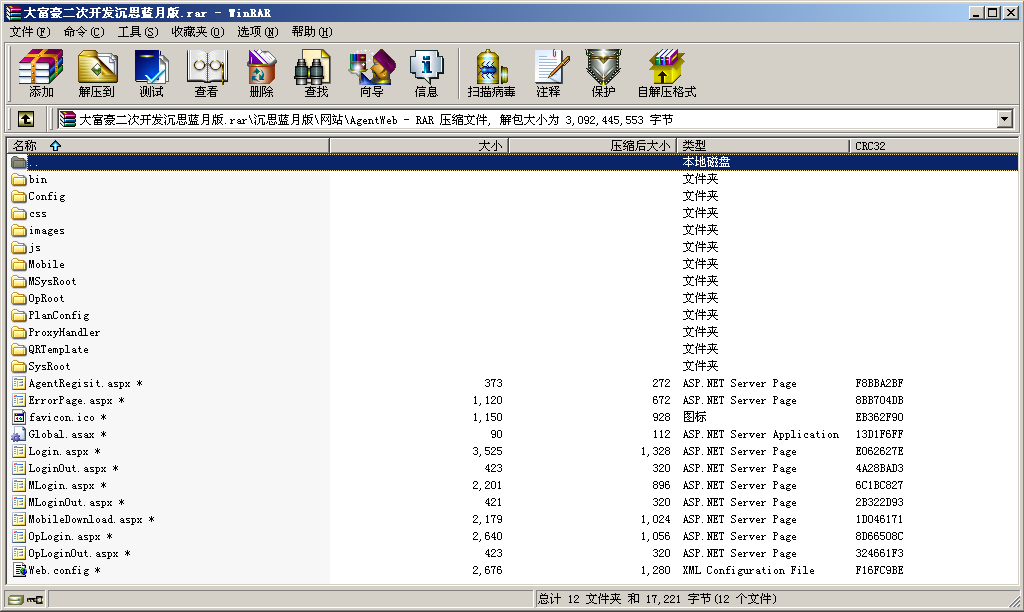 大富豪二次开发沉思蓝月版.rar - WinRAR
文件(F) 命令(C) 工具(S) 收藏夹(O) 选项(N) 帮助(H)
添加 解压到 测试 查看 删除 查找 向导 信息 扫描病毒 注释 保护 自解压格式
大富豪二次开发沉思蓝月版.rar\沉思蓝月版\网站\AgentWeb - RAR 压缩文件, 解包大小为 3,092,445,553 字节
名称 大小 压缩后大小 类型 CRC32
.. 本地磁盘
bin 文件夹
Config 文件夹
css 文件夹
images 文件夹
js 文件夹
Mobile 文件夹
MSysRoot 文件夹
OpRoot 文件夹
PlanConfig 文件夹
ProxyHandler 文件夹
QRTemplate 文件夹
SysRoot 文件夹
AgentRegisit.aspx * 373 272 ASP.NET Server Page F8BBA2BF
ErrorPage.aspx * 1,120 672 ASP.NET Server Page 8BB704DB
favicon.ico * 1,150 928 图标 EB362F90
Global.asax * 90 112 ASP.NET Server Application 13D1F6FF
Login.aspx * 3,525 1,328 ASP.NET Server Page E062627E
LoginOut.aspx * 423 320 ASP.NET Server Page 4A28BAD3
MLogin.aspx * 2,201 896 ASP.NET Server Page 6C1BC827
MLoginOut.aspx * 421 320 ASP.NET Server Page 2B322D93
MobileDownload.aspx * 2,179 1,024 ASP.NET Server Page 1D046171
OpLogin.aspx * 2,640 1,056 ASP.NET Server Page 8D66508C
OpLoginOut.aspx * 423 320 ASP.NET Server Page 324661F3
Web.config * 2,676 1,280 XML Configuration File F16FC9BE
总计 12 文件夹 和 17,221 字节(12 个文件)